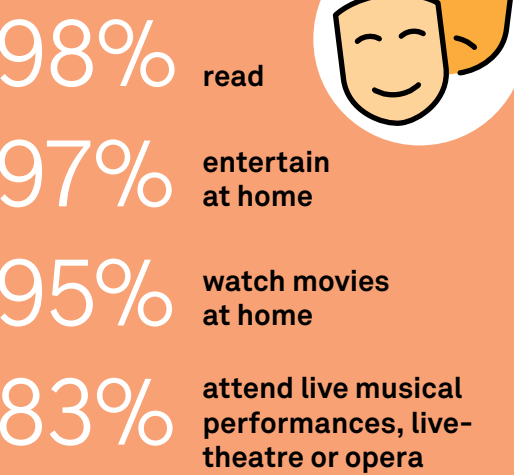 98% read
97% entertain
at home
95% watch movies
at home
83% attend live musical
performances, live-
theatre or opera